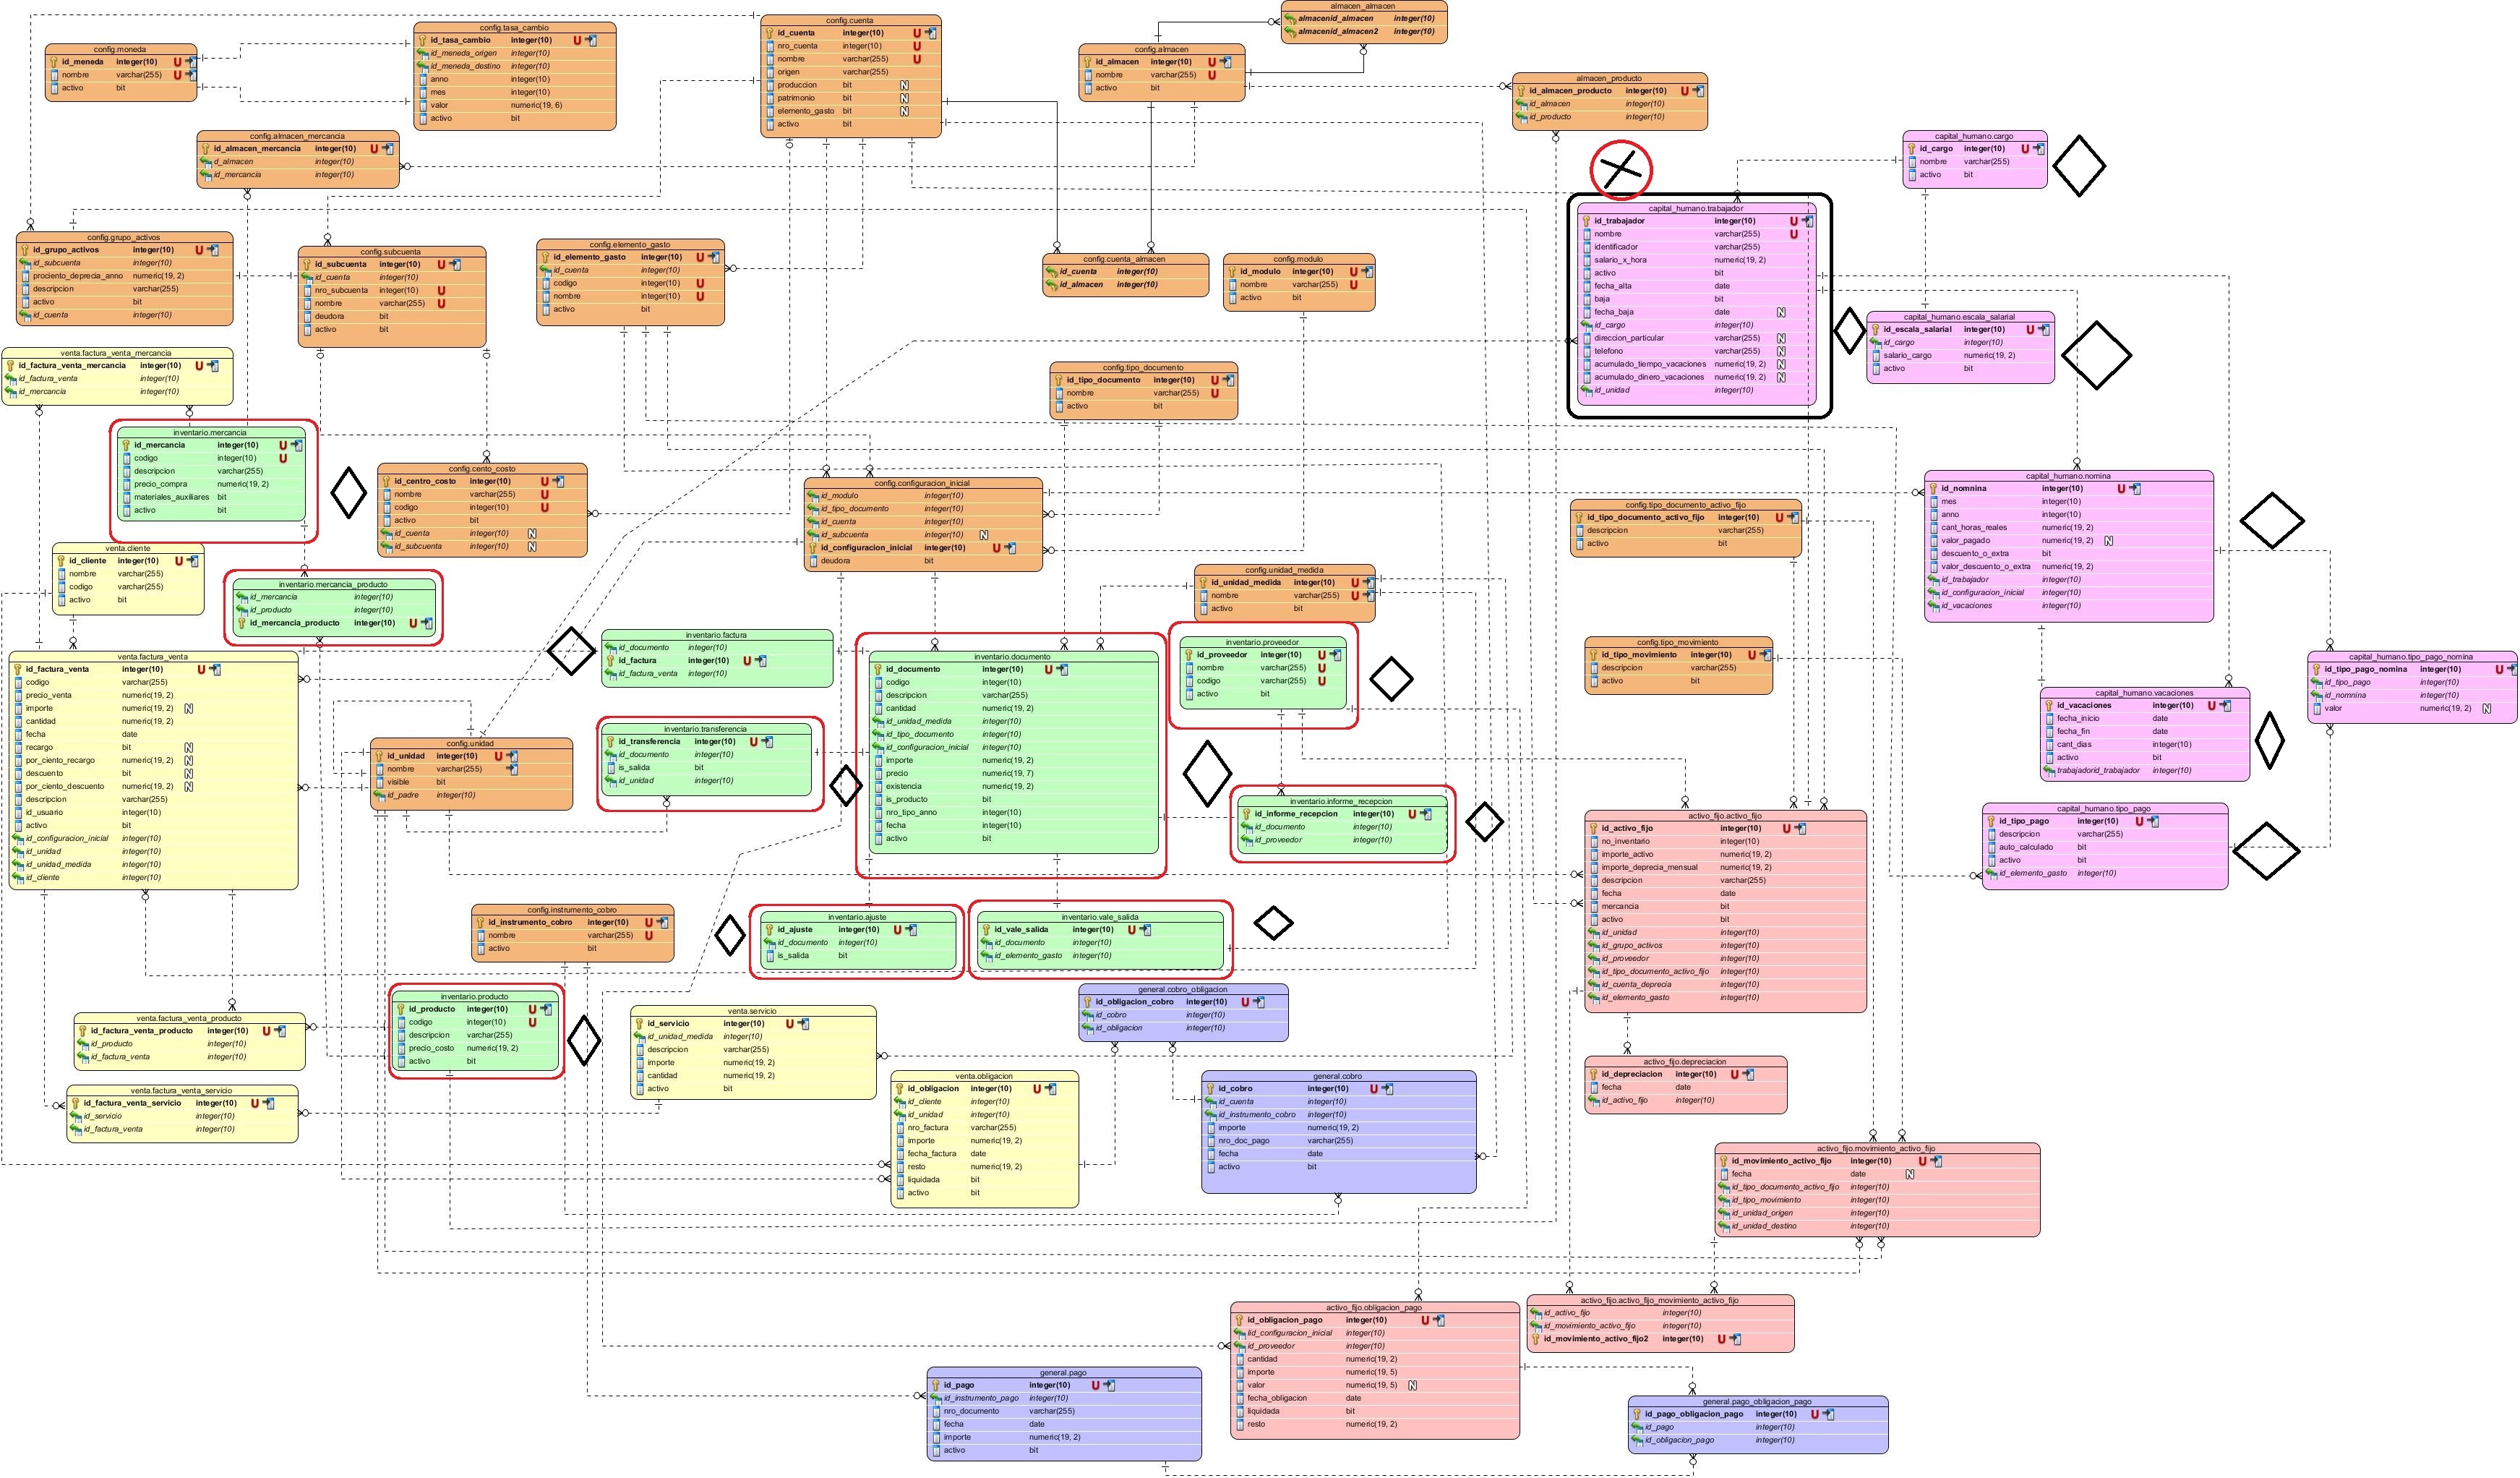 config.moneda
id_meneda integer(10) U
nombre varchar(255) U
activo bit
config.tasa_cambio
id_tasa_cambio integer(10) U
id_meneda_origen integer(10)
id_meneda_destino integer(10)
anno integer(10)
mes integer(10)
valor numeric(19, 6)
activo bit
config.cuenta
id_cuenta integer(10) U
nro_cuenta integer(10) U
nombre varchar(255) U
origen varchar(255)
produccion bit N
patrimonio bit N
elemento_gasto bit N
activo bit
almacen_almacen
almacenid_almacen integer(10)
almacenid_almacen2 integer(10)
config.almacen
id_almacen integer(10) U
nombre varchar(255) U
activo bit
almacen_producto
id_almacen_producto integer(10) U
id_almacen integer(10)
id_producto integer(10)
config.almacen_mercancia
id_almacen_mercancia integer(10) U
d_almacen integer(10)
id_mercancia integer(10)
capital_humano.cargo
id_cargo integer(10) U
nombre varchar(255)
activo bit
capital_humano.trabajador
id_trabajador integer(10) U
nombre varchar(255) U
identificador varchar(255)
salario_x_hora numeric(19, 2)
activo bit
fecha_alta date
baja bit
fecha_baja date N
id_cargo integer(10)
direccion_particular varchar(255) N
telefono varchar(255) N
acumulado_tiempo_vacaciones numeric(19, 2) N
acumulado_dinero_vacaciones numeric(19, 2) N
id_unidad integer(10)
config.grupo_activos
id_grupo_activos integer(10) U
id_subcuenta integer(10)
prociento_deprecia_anno numeric(19, 2)
descripcion varchar(255)
activo bit
id_cuenta integer(10)
config.subcuenta
id_subcuenta integer(10) U
id_cuenta integer(10)
nro_subcuenta integer(10) U
nombre varchar(255) U
deudora bit
activo bit
config.elemento_gasto
id_elemento_gasto integer(10) U
id_cuenta integer(10)
codigo integer(10) U
nombre integer(10) U
activo bit
config.cuenta_almacen
id_cuenta integer(10)
id_almacen integer(10)
config.modulo
id_modulo integer(10) U
nombre varchar(255) U
activo bit
capital_humano.escala_salarial
id_escala_salarial integer(10) U
id_cargo integer(10)
salario_cargo numeric(19, 2)
activo bit
venta.factura_venta_mercancia
id_factura_venta_mercancia integer(10) U
id_factura_venta integer(10)
id_mercancia integer(10)
config.tipo_documento
id_tipo_documento integer(10) U
nombre varchar(255) U
activo bit
inventario.mercancia
id_mercancia integer(10) U
codigo integer(10) U
descripcion varchar(255)
precio_compra numeric(19, 2)
materiales_auxiliares bit
activo bit
config.cento_costo
id_centro_costo integer(10) U
nombre varchar(255) U
codigo integer(10) U
activo bit
id_cuenta integer(10) N
id_subcuenta integer(10) N
config.configuracion_inicial
id_modulo integer(10)
id_tipo_documento integer(10)
id_cuenta integer(10)
id_subcuenta integer(10) N
id_configuracion_inicial integer(10) U
deudora bit
capital_humano.nomina
id_nomnina integer(10) U
mes integer(10)
anno integer(10)
cant_horas_reales numeric(19, 2)
valor_pagado numeric(19, 2) N
descuento_o_extra bit
valor_descuento_o_extra numeric(19, 2)
id_trabajador integer(10)
id_configuracion_inicial integer(10)
id_vacaciones integer(10)
config.tipo_documento_activo_fijo
id_tipo_documento_activo_fijo integer(10) U
descripcion varchar(255)
activo bit
venta.cliente
id_cliente integer(10) U
nombre varchar(255)
codigo varchar(255)
activo bit
inventario.mercancia_producto
id_mercancia integer(10)
id_producto integer(10)
id_mercancia_producto integer(10) U
config.unidad_medida
id_unidad_medida integer(10) U
nombre varchar(255) U
activo bit
inventario.factura
id_documento integer(10)
id_factura integer(10) U
id_factura_venta integer(10)
inventario.proveedor
id_proveedor integer(10) U
nombre varchar(255) U
codigo varchar(255) U
activo bit
config.tipo_movimiento
id_tipo_movimiento integer(10) U
descripcion varchar(255)
activo bit
venta.factura_venta
id_factura_venta integer(10) U
codigo varchar(255)
precio_venta numeric(19, 2)
importe numeric(19, 2) N
cantidad numeric(19, 2)
fecha date
recargo bit N
por_ciento_recargo numeric(19, 2) N
descuento bit N
por_ciento_descuento numeric(19, 2) N
descripcion varchar(255)
id_usuario integer(10)
activo bit
id_configuracion_inicial integer(10)
id_unidad integer(10)
id_unidad_medida integer(10)
id_cliente integer(10)
inventario.documento
id_documento integer(10) U
codigo integer(10)
descripcion varchar(255)
cantidad numeric(19, 2)
id_unidad_medida integer(10)
id_tipo_documento integer(10)
id_configuracion_inicial integer(10)
importe numeric(19, 2)
precio numeric(19, 7)
existencia numeric(19, 2)
is_producto bit
nro_tipo_anno integer(10)
fecha integer(10)
activo bit
capital_humano.tipo_pago_nomina
id_tipo_pago_nomina integer(10) U
id_tipo_pago integer(10)
id_nomnina integer(10)
valor numeric(19, 2) N
capital_humano.vacaciones
id_vacaciones integer(10) U
fecha_inicio date
fecha_fin date
cant_dias integer(10)
activo bit
trabajadorid_trabajador integer(10)
inventario.transferencia
id_transferencia integer(10) U
id_documento integer(10)
is_salida bit
id_unidad integer(10)
config.unidad
id_unidad integer(10) U
nombre varchar(255)
visible bit
id_padre integer(10)
inventario.informe_recepcion
id_informe_recepcion integer(10) U
id_documento integer(10)
id_proveedor integer(10)
capital_humano.tipo_pago
id_tipo_pago integer(10) U
descripcion varchar(255)
auto_calculado bit
activo bit
id_elemento_gasto integer(10)
activo_fijo.activo_fijo
id_activo_fijo integer(10) U
no_inventario integer(10)
importe_activo numeric(19, 2)
importe_deprecia_mensual numeric(19, 2)
descripcion varchar(255)
fecha date
mercancia bit
activo bit
id_unidad integer(10)
id_grupo_activos integer(10)
id_proveedor integer(10)
id_tipo_documento_activo_fijo integer(10)
id_cuenta_deprecia integer(10)
id_elemento_gasto integer(10)
config.instrumento_cobro
id_instrumento_cobro integer(10) U
nombre varchar(255) U
activo bit
inventario.ajuste
id_ajuste integer(10) U
id_documento integer(10)
is_salida bit
inventario.vale_salida
id_vale_salida integer(10) U
id_documento integer(10)
id_elemento_gasto integer(10)
inventario.producto
id_producto integer(10) U
codigo integer(10) U
descripcion varchar(255)
precio_costo numeric(19, 2)
activo bit
general.cobro_obligacion
id_obligacion_cobro integer(10) U
id_cobro integer(10)
id_obligacion integer(10)
venta.servicio
id_servicio integer(10) U
id_unidad_medida integer(10)
descripcion varchar(255)
importe numeric(19, 2)
cantidad numeric(19, 2)
activo bit
venta.factura_venta_producto
id_factura_venta_producto integer(10) U
id_producto integer(10)
id_factura_venta integer(10)
activo_fijo.depreciacion
id_depreciacion integer(10) U
fecha date
id_activo_fijo integer(10)
venta.factura_venta_servicio
id_factura_venta_servicio integer(10) U
id_servicio integer(10)
id_factura_venta integer(10)
venta.obligacion
id_obligacion integer(10) U
id_cliente integer(10)
id_unidad integer(10)
nro_factura varchar(255)
importe numeric(19, 2)
fecha_factura date
resto numeric(19, 2)
liquidada bit
activo bit
general.cobro
id_cobro integer(10) U
id_cuenta integer(10)
id_instrumento_cobro integer(10)
importe numeric(19, 2)
nro_doc_pago varchar(255)
fecha date
activo bit
activo_fijo.movimiento_activo_fijo
id_movimiento_activo_fijo integer(10) U
fecha date N
id_tipo_documento_activo_fijo integer(10)
id_tipo_movimiento integer(10)
id_unidad_origen integer(10)
id_unidad_destino integer(10)
activo_fijo.activo_fijo_movimiento_activo_fijo
id_activo_fijo integer(10)
id_movimiento_activo_fijo integer(10)
id_movimiento_activo_fijo2 integer(10) U
activo_fijo.obligacion_pago
id_obligacion_pago integer(10) U
lid_configuracion_inicial integer(10)
id_proveedor integer(10)
cantidad numeric(19, 2)
importe numeric(19, 5)
valor numeric(19, 5) N
fecha_obligacion date
liquidada bit
resto numeric(19, 2)
general.pago
id_pago integer(10) U
id_instrumento_pago integer(10)
nro_documento varchar(255)
fecha date
importe numeric(19, 2)
activo bit
general.pago_obligacion_pago
id_pago_obligacion_pago integer(10) U
id_pago integer(10)
id_obligacion_pago integer(10)